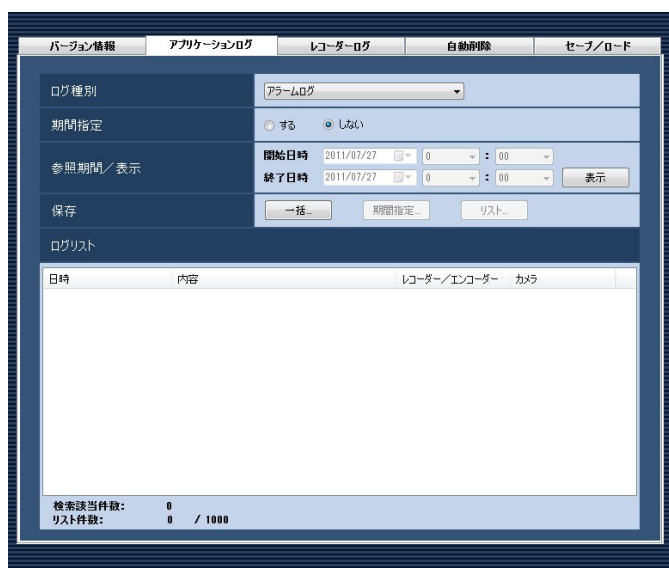 バージョン情報 アプリケーションログ レコーダーログ 自動削除 セーブ/ロード
ログ種別 アラームログ
期間指定 する しない
参照期間/表示 開始日時 2011/07/27 0 : 00
終了日時 2011/07/27 0 : 00 表示
保存 一括... 期間指定... リスト...
ログリスト
日時 内容 レコーダー/エンコーダー カメラ
検索該当件数: 0
リスト件数: 0 / 1000